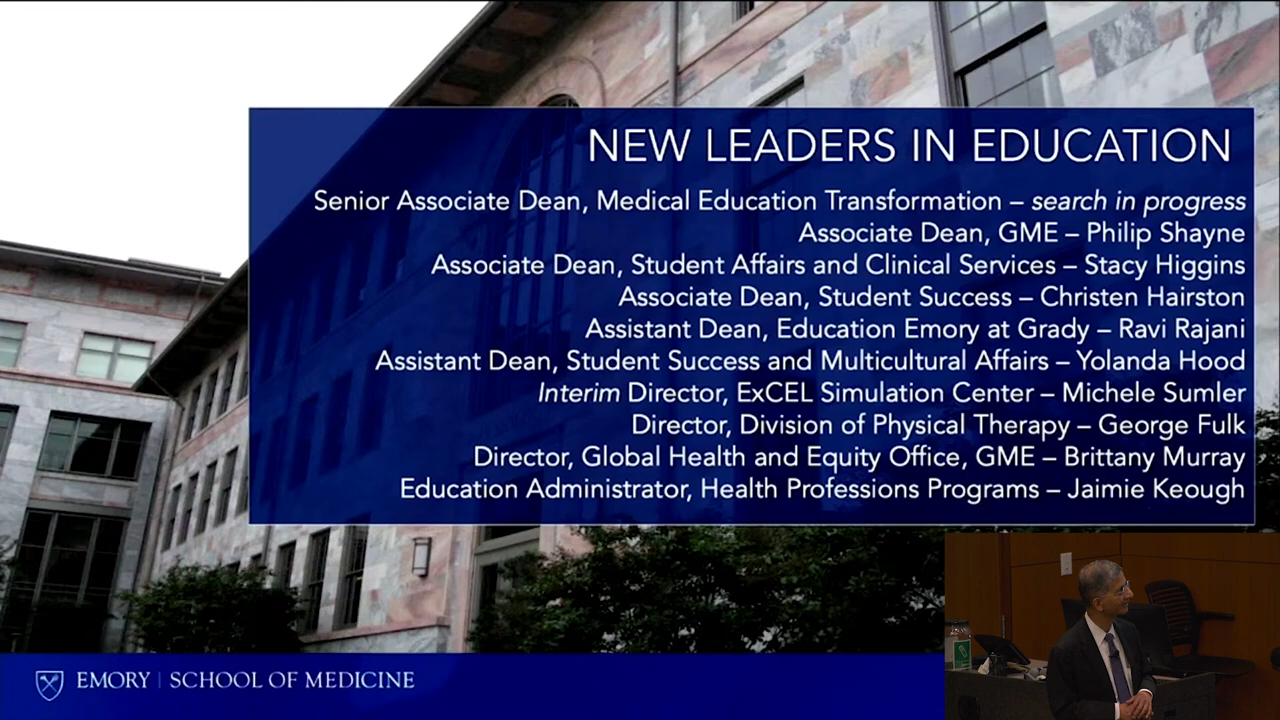 NEW LEADERS IN EDUCATION
Senior Associate Dean, Medical Education Transformation – search in progress
Associate Dean, GME – Philip Shayne
Associate Dean, Student Affairs and Clinical Services – Stacy Higgins
Associate Dean, Student Success – Christen Hairston
Assistant Dean, Education Emory at Grady – Ravi Rajani
Assistant Dean, Student Success and Multicultural Affairs – Yolanda Hood
Interim Director, ExCEL Simulation Center – Michele Sumler
Director, Division of Physical Therapy – George Fulk
Director, Global Health and Equity Office, GME – Brittany Murray
Education Administrator, Health Professions Programs – Jaimie Keough
EMORY | SCHOOL OF MEDICINE